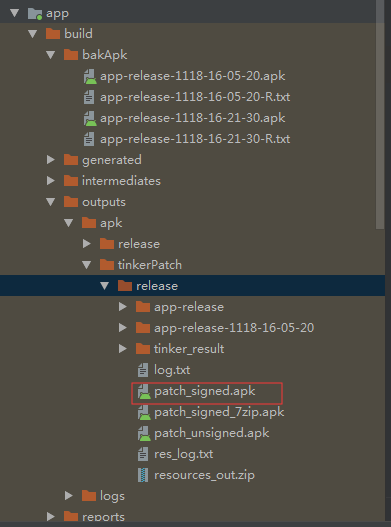 app
build
bakApk
app-release-1118-16-05-20.apk
app-release-1118-16-05-20-R.txt
app-release-1118-16-21-30.apk
app-release-1118-16-21-30-R.txt
generated
intermediates
outputs
apk
release
tinkerPatch
release
app-release
app-release-1118-16-05-20
tinker_result
log.txt
patch_signed.apk
patch_signed_7zip.apk
patch_unsigned.apk
res_log.txt
resources_out.zip
logs
reports